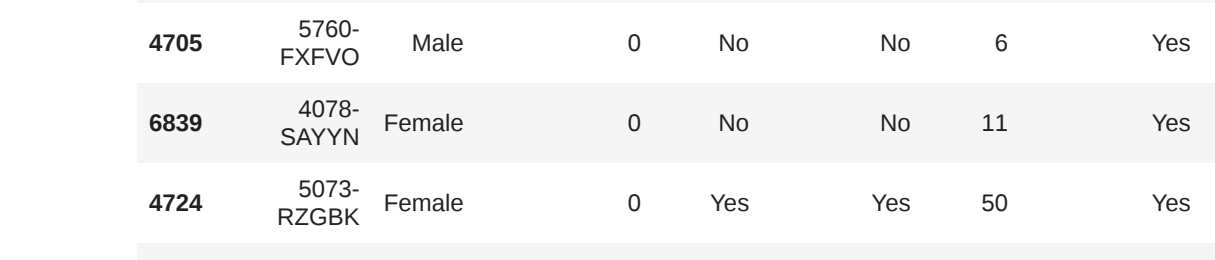 4705 5760-FXFVO Male 0 No No 6 Yes
6839 4078-SAYYN Female 0 No No 11 Yes
4724 5073-RZGBK Female 0 Yes Yes 50 Yes